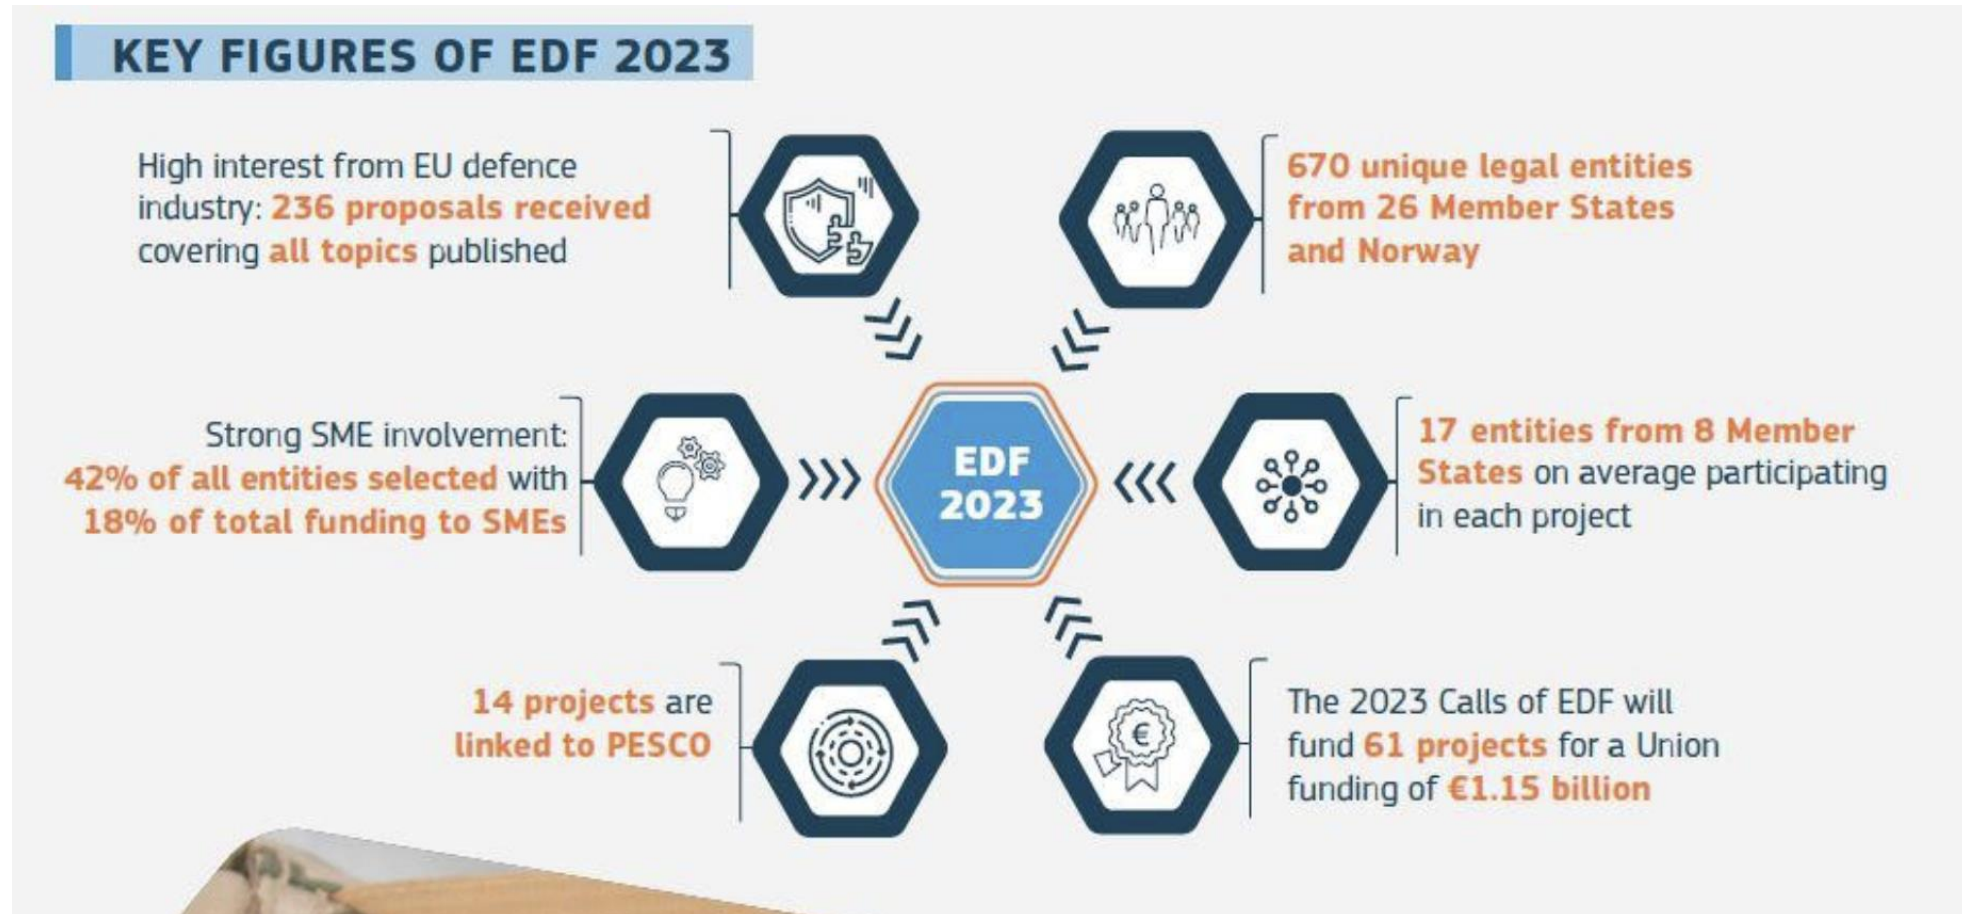 KEY FIGURES OF EDF 2023
High interest from EU defence
industry: 236 proposals received
covering all topics published
670 unique legal entities
from 26 Member States
and Norway
Strong SME involvement:
42% of all entities selected with
18% of total funding to SMEs
EDF
2023
17 entities from 8 Member
States on average participating
in each project
14 projects are
linked to PESCO
€
The 2023 Calls of EDF will
fund 61 projects for a Union
funding of €1.15 billion